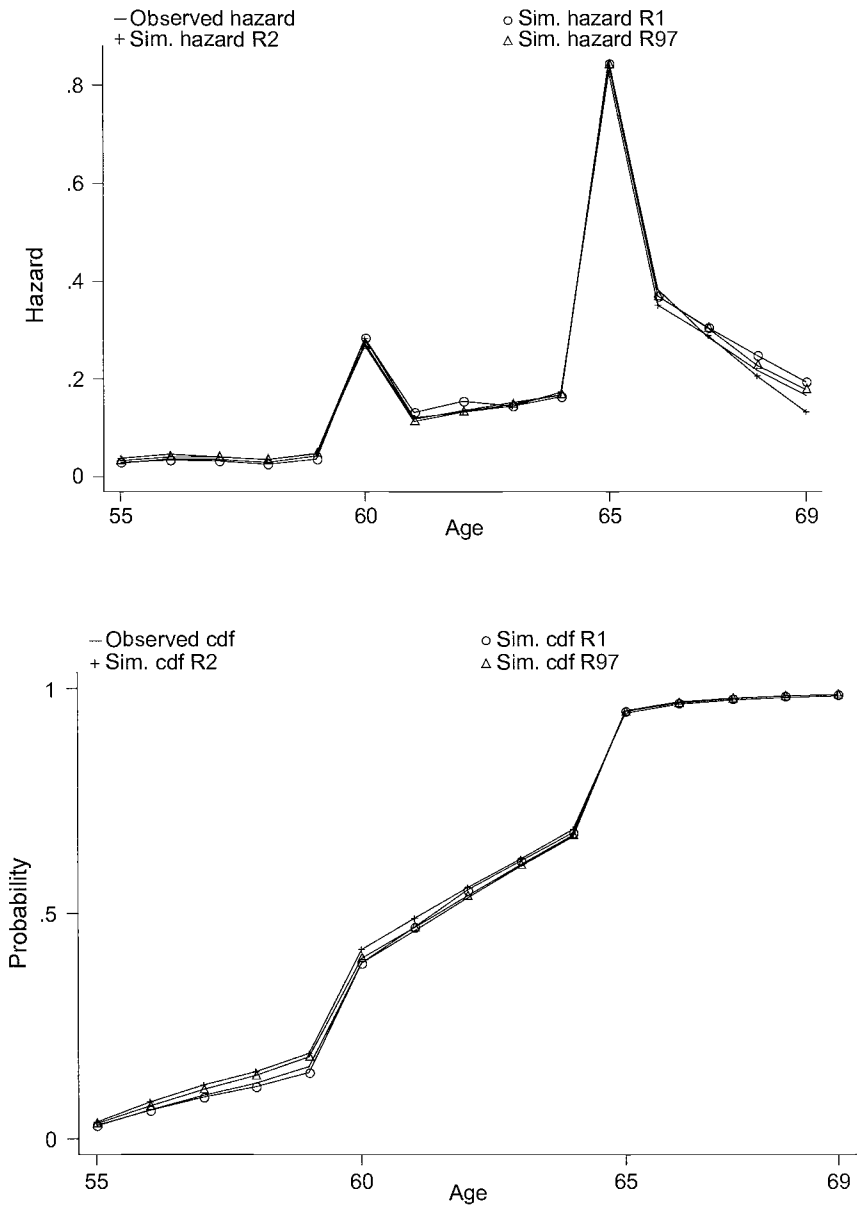 Observed hazard
Sim. hazard R1
+ Sim. hazard R2
Sim. hazard R97
.8
.6
.4
.2
0
Hazard
55
60
65
69
Age
Observed cdf
Sim. cdf R1
+ Sim. cdf R2
Sim. cdf R97
1
.5
0
Probability
55
60
65
69
Age